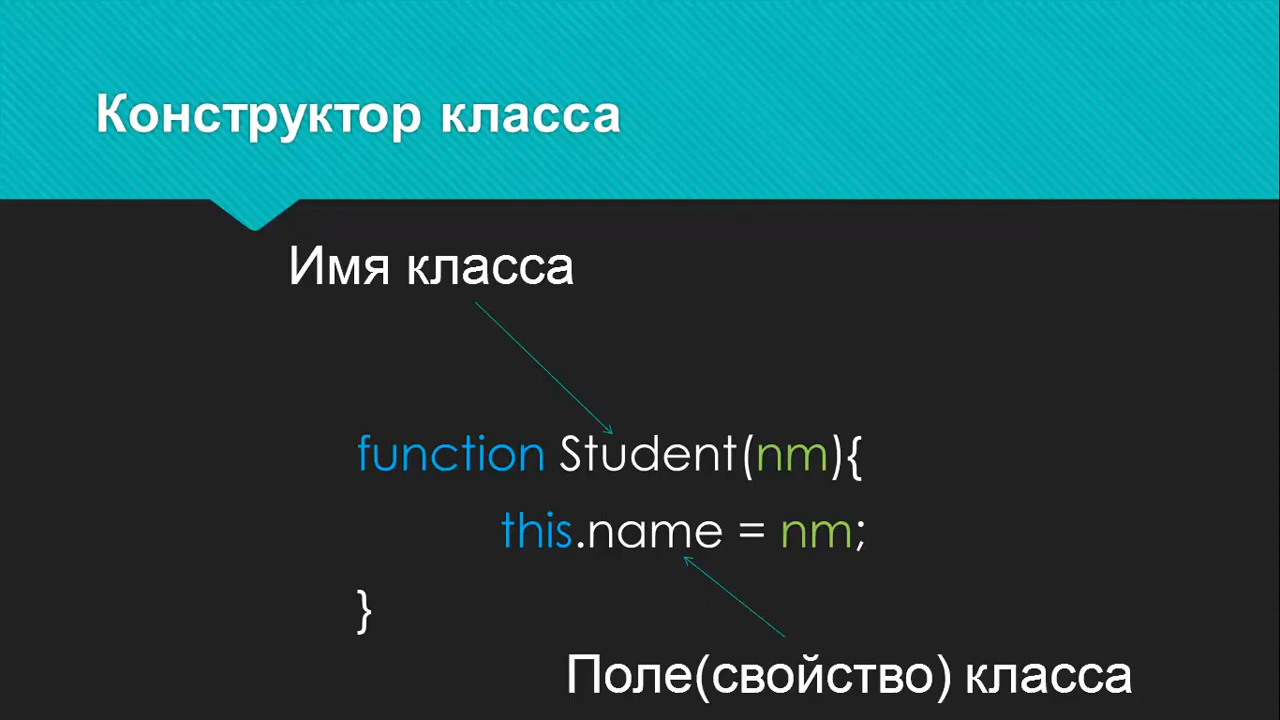 Конструктор класса
Имя класса
function Student(nm){
this.name = nm;
}
Поле(свойство) класса